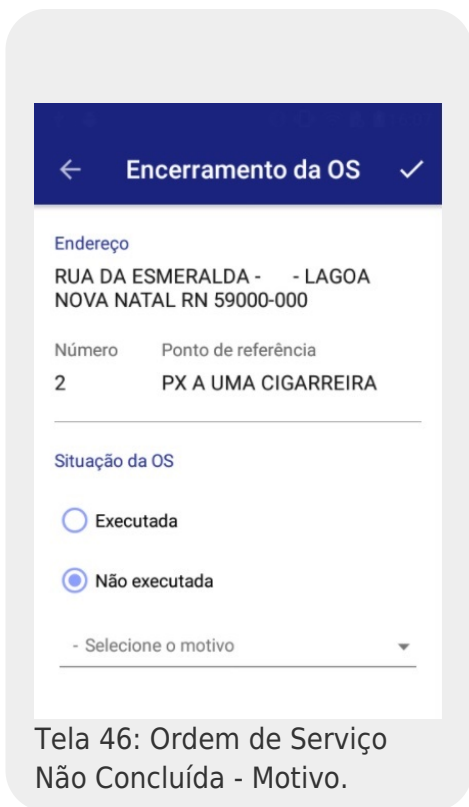 Encerramento da OS
Endereço
RUA DA ESMERALDA - - LAGOA
NOVA NATAL RN 59000-000
Número Ponto de referência
2 PX A UMA CIGARREIRA
Situação da OS
Executada
Não executada
- Selecione o motivo
Tela 46: Ordem de Serviço
Não Concluída - Motivo.